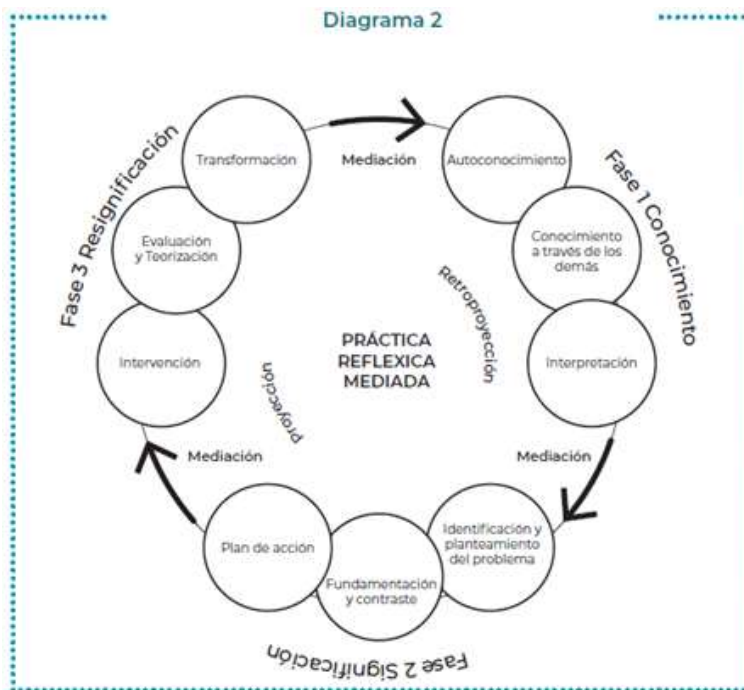 Diagrama 2
Fase 1 Conocimiento
Autoconocimiento
Conocimiento
a través de los
demás
Interpretación
Mediación
Fase 2 Significación
Identificación y
planteamiento
del problema
Fundamentación
y contraste
Plan de acción
Mediación
Fase 3 Resignificación
Intervención
Evaluación
y Teorización
Transformación
Mediación
Retroproyección
PRÁCTICA
REFLEXICA
MEDIADA
proyección